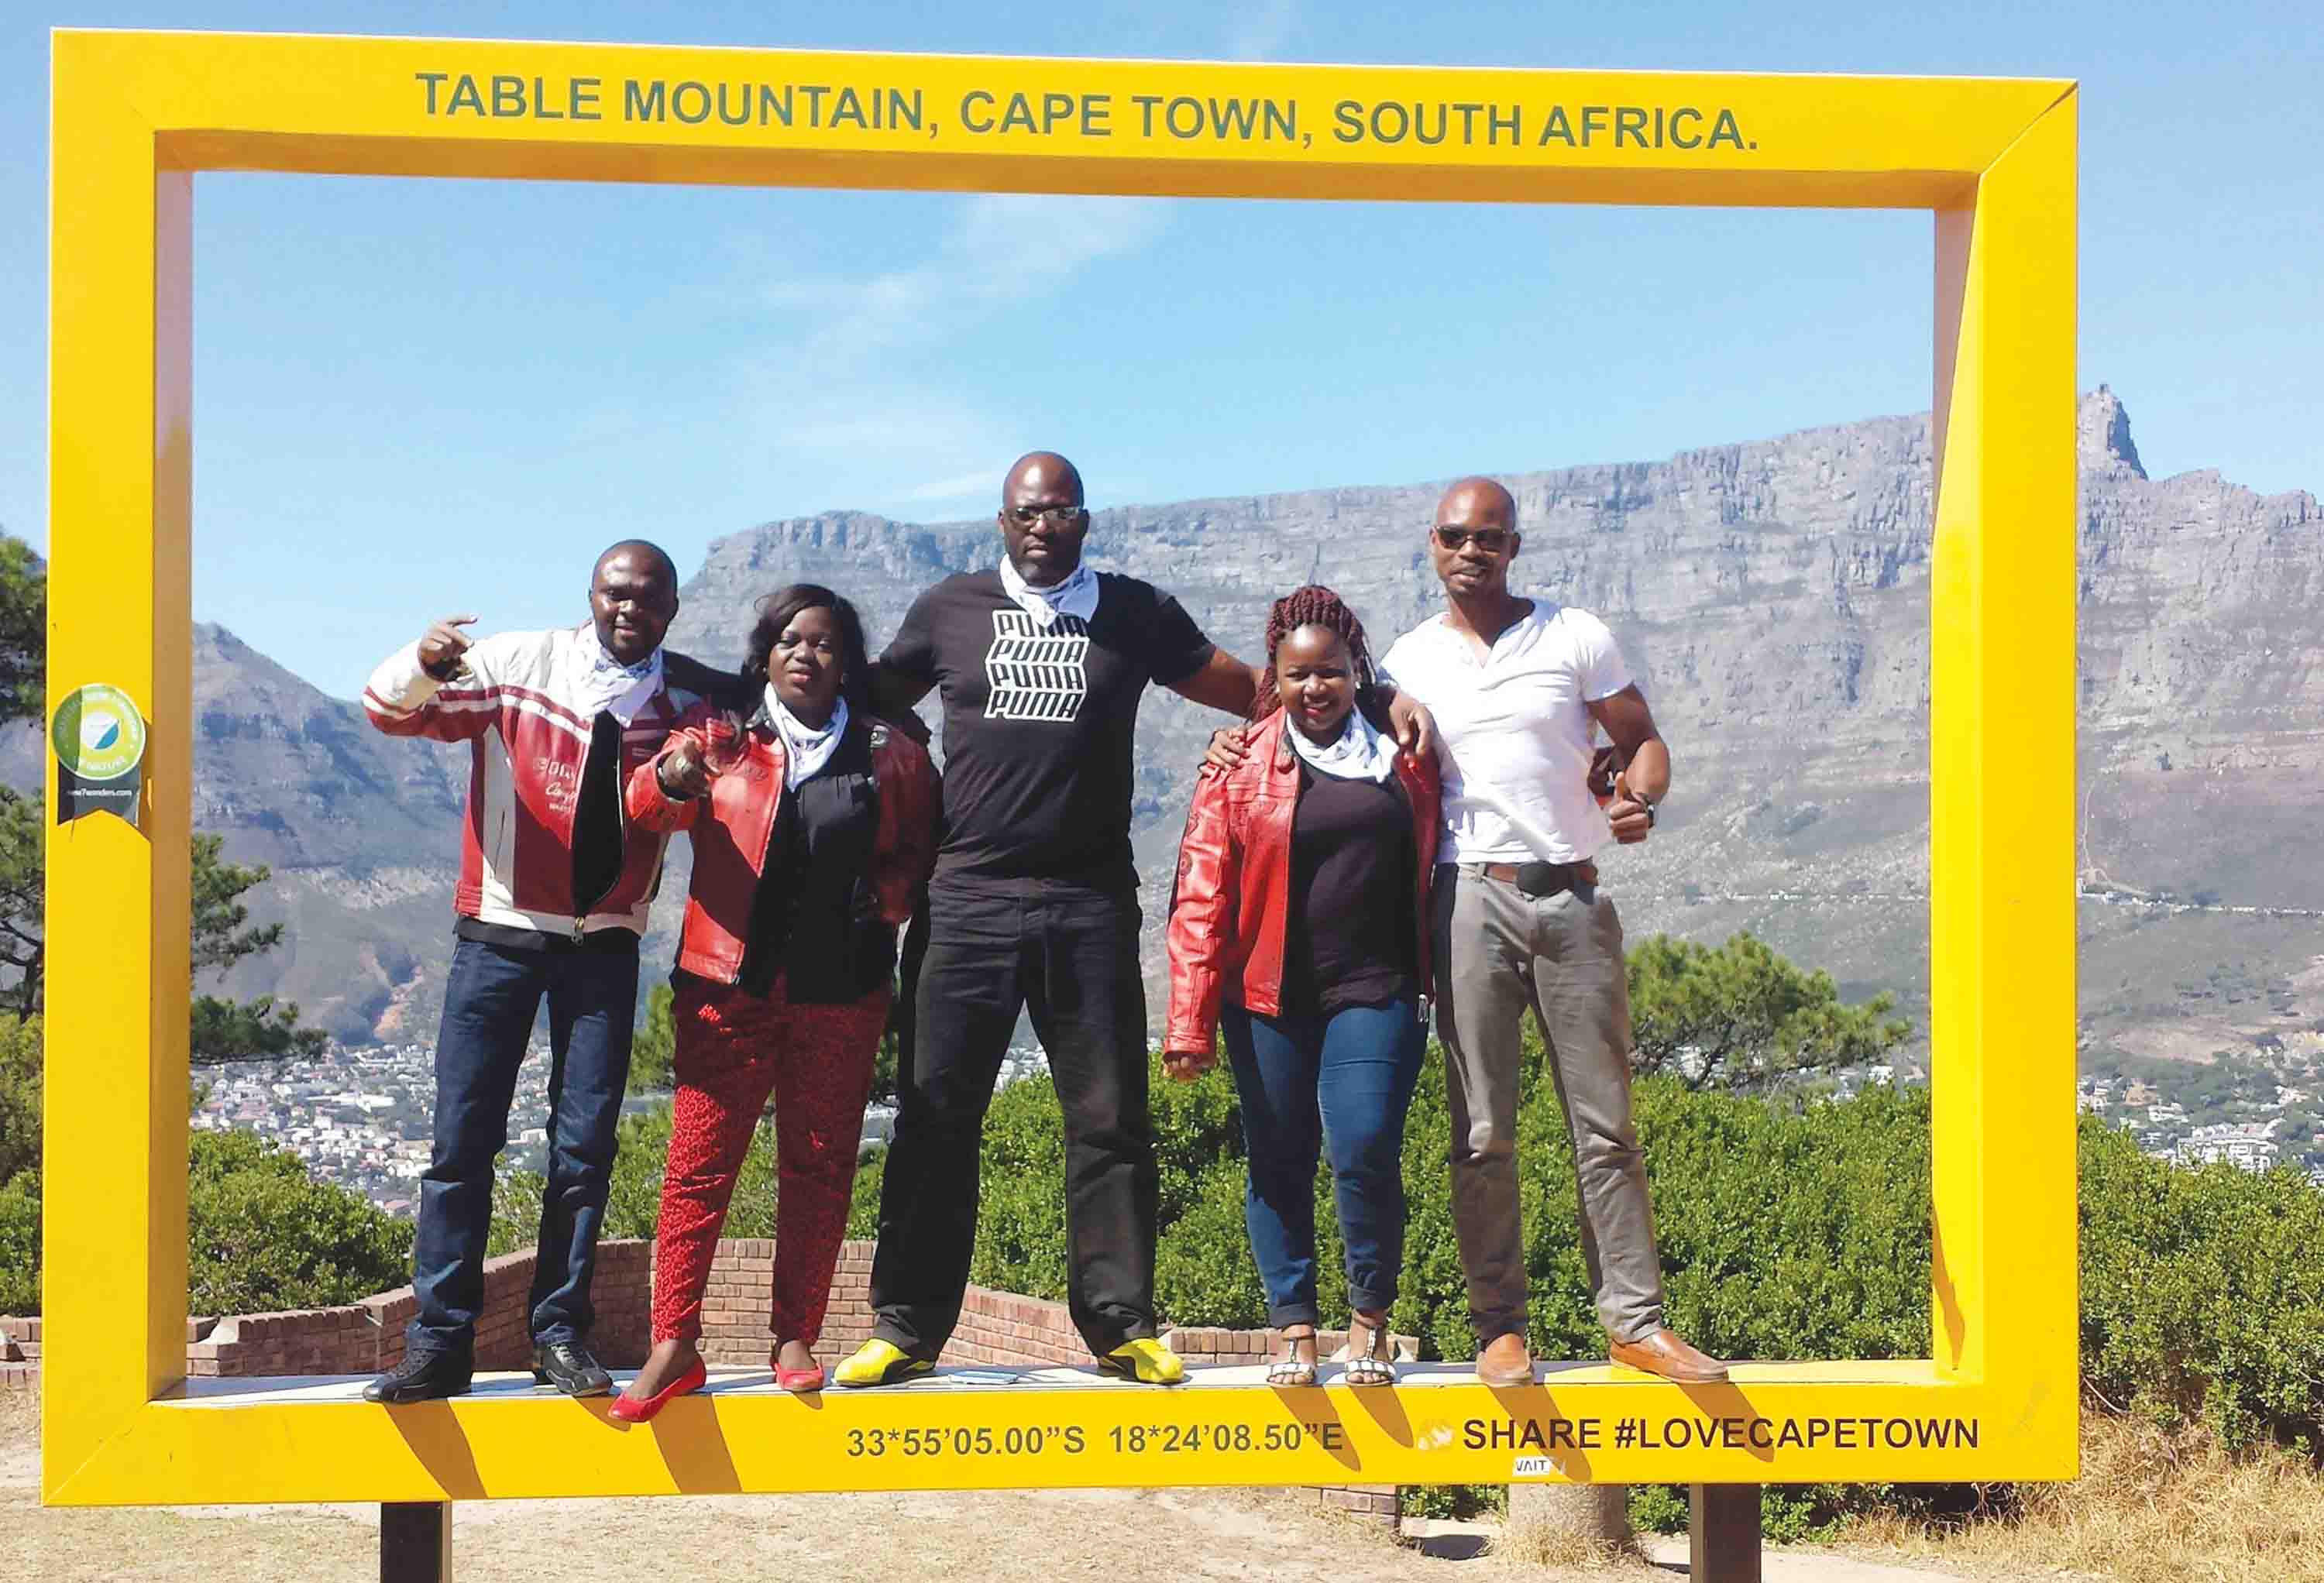 TABLE MOUNTAIN, CAPE TOWN, SOUTH AFRICA.
PUMA
PUMA
PUMA
PUMA
33*55'05.00"S 18*24'08.50"E
SHARE #LOVECAPETOWN
VAIT